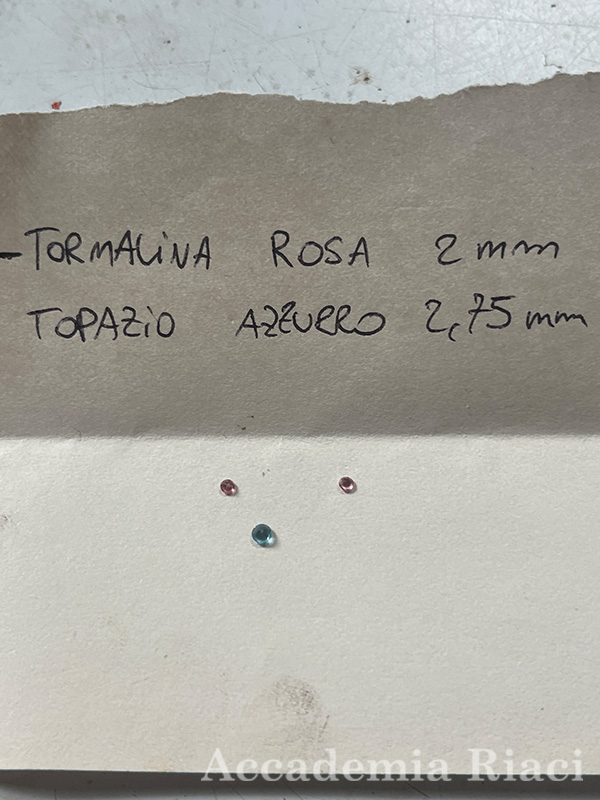 -TORMALINA ROSA 2 mm
TOPAZIO AZZURRO 2,75 mm
Accademia Riaci